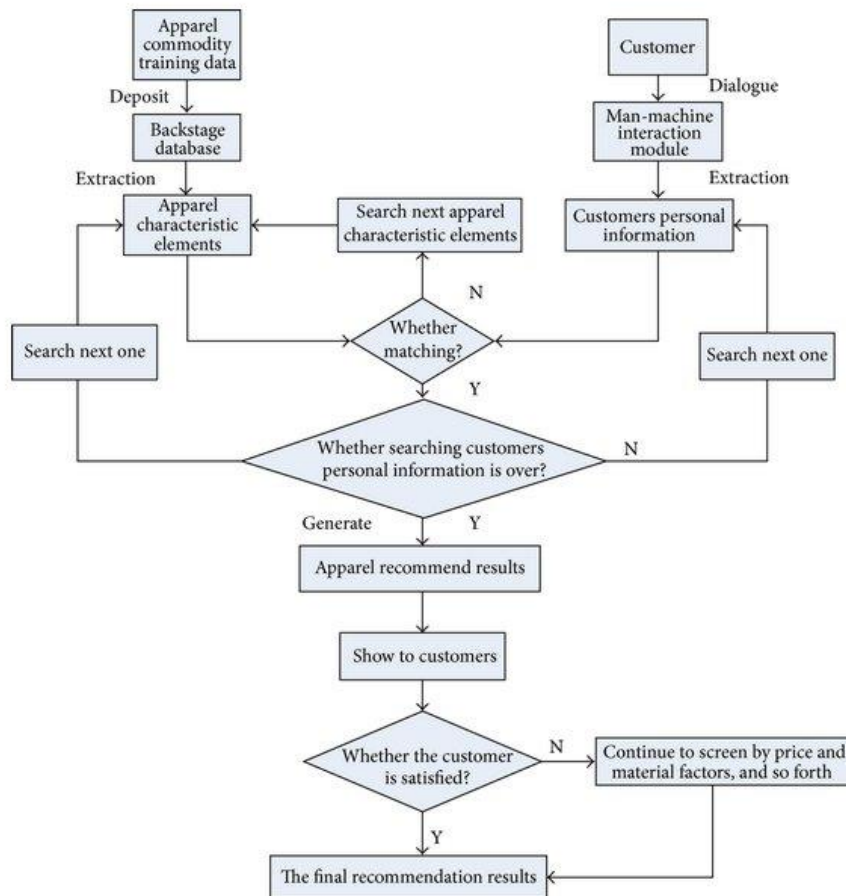 Apparel
commodity
training data
Customer
Deposit
Dialogue
Backstage
database
Man-machine
interaction
module
Extraction
Extraction
Apparel
characteristic
elements
Search next apparel
characteristic elements
Customers personal
information
N
Whether
matching?
Search next one
Search next one
Y
Whether searching customers
personal information is over?
N
Generate
Y
Apparel recommend results
Show to customers
Whether the customer
is satisfied?
N
Continue to screen by price and
material factors, and so forth
Y
The final recommendation results